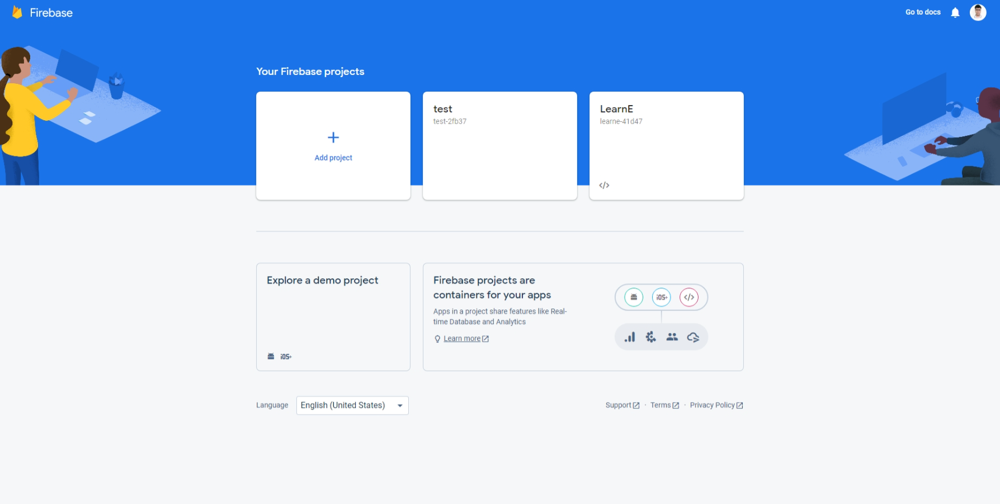 Firebase
Go to docs
Your Firebase projects
Add project
test
test-2fb37
LearnE
learne-41d47
</>
Explore a demo project
iOS+
Firebase projects are
containers for your apps
Apps in a project share features like Real-
time Database and Analytics
Learn more
iOS+
</>
Language
English (United States)
Support · Terms · Privacy Policy